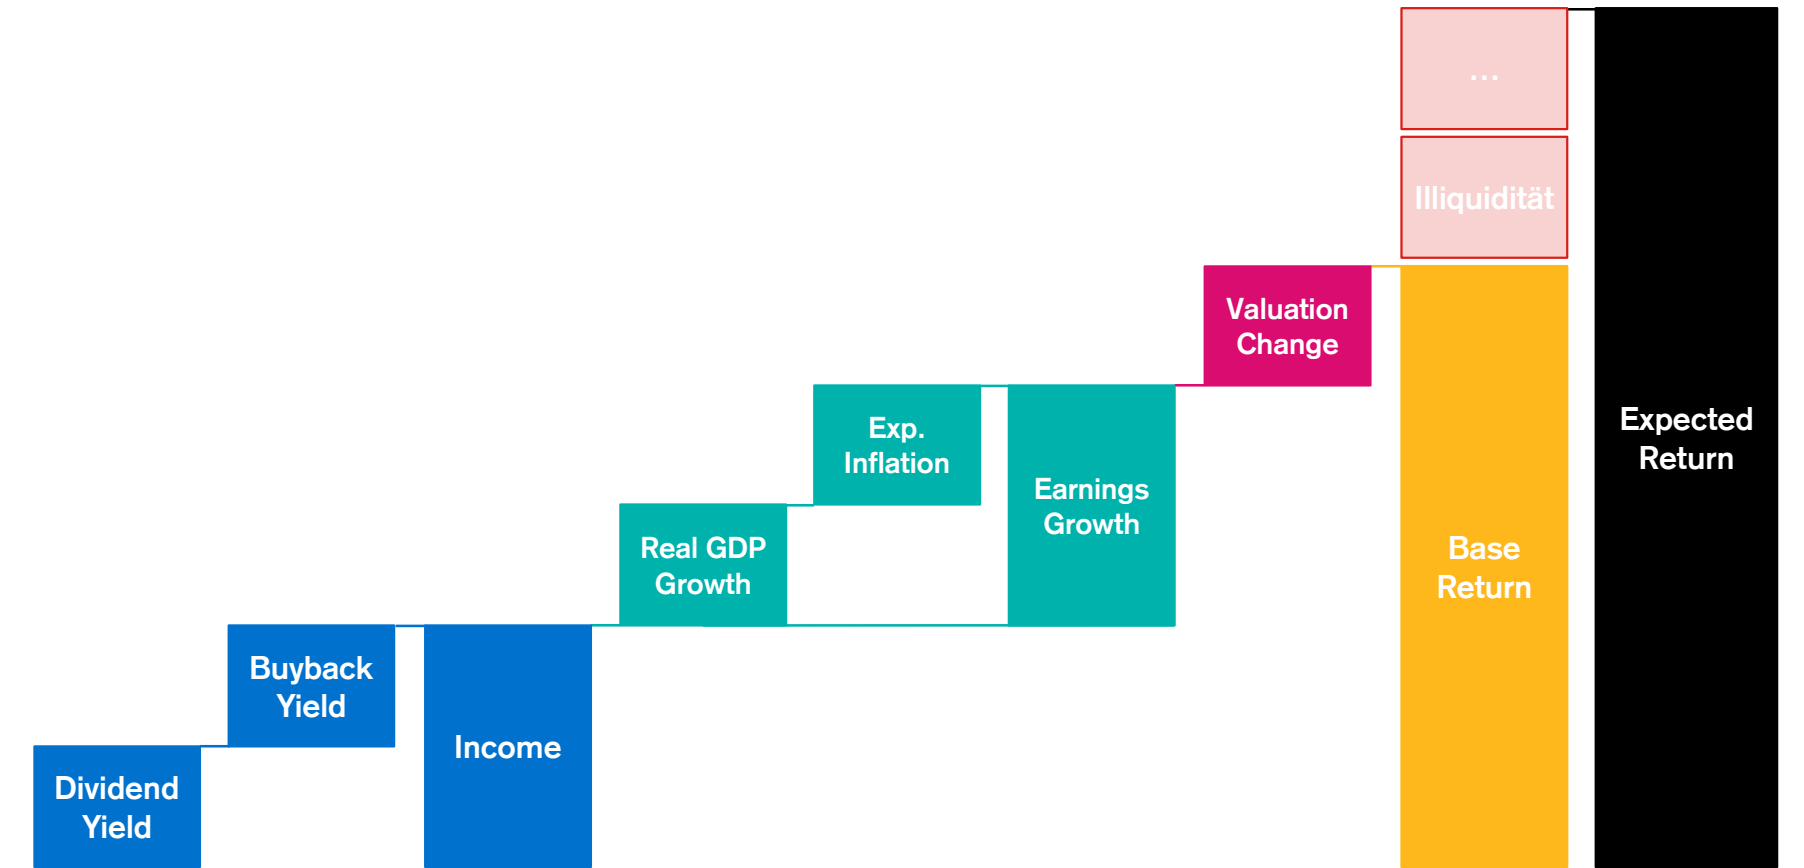 Dividend
Yield
Buyback
Yield
Income
Real GDP
Growth
Exp.
Inflation
Earnings
Growth
Valuation
Change
...
Illiquidität
Base
Return
Expected
Return